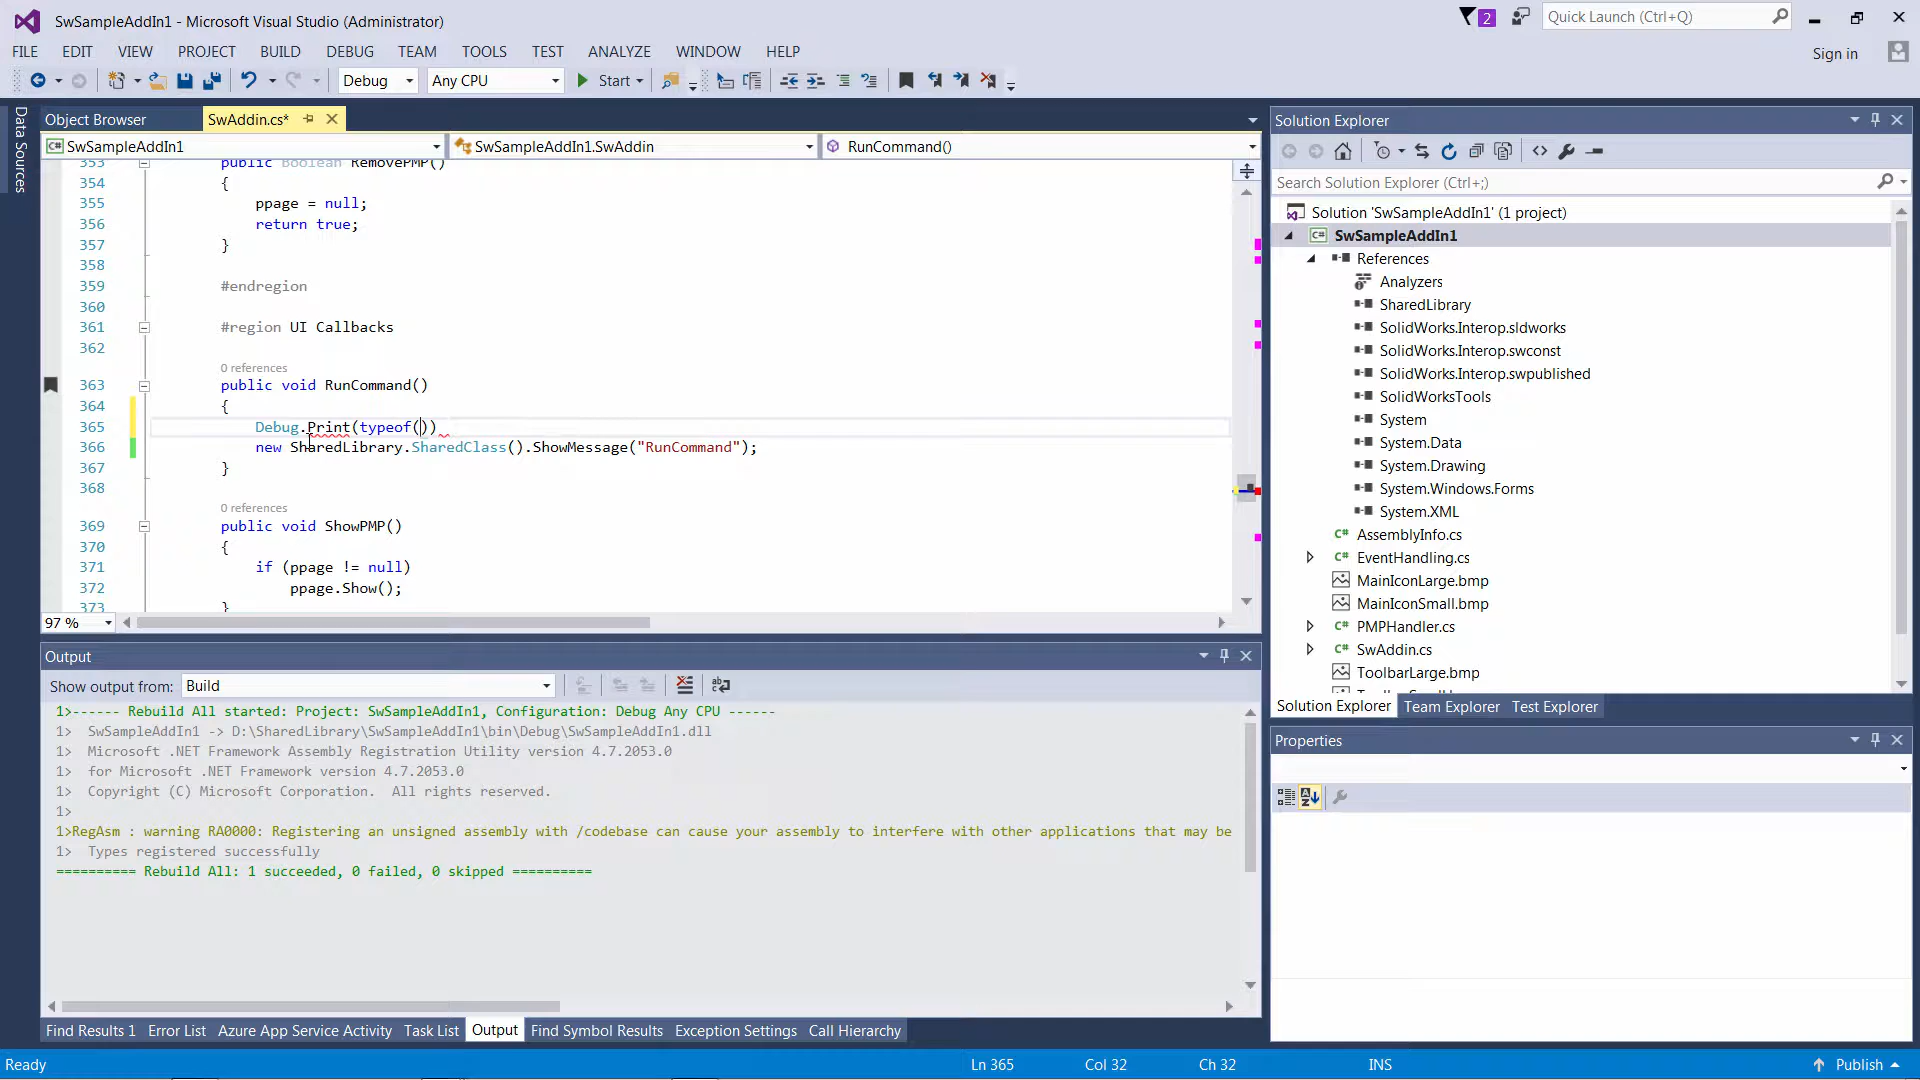 SwSampleAddIn1 - Microsoft Visual Studio (Administrator)
2
Quick Launch (Ctrl+Q)
FILE EDIT VIEW PROJECT BUILD DEBUG TEAM TOOLS TEST ANALYZE WINDOW HELP
Sign in
Debug Any CPU Start
Data Sources
Object Browser SwAddin.cs*
SwSampleAddIn1 SwSampleAddIn1.SwAddin RunCommand()
353 public Boolean RemovePMP()
354 {
355 ppage = null;
356 return true;
357 }
358
359 #endregion
360
361 #region UI Callbacks
362
0 references
363 public void RunCommand()
364 {
365 Debug.Print(typeof())
366 new SharedLibrary.SharedClass().ShowMessage("RunCommand");
367 }
368
0 references
369 public void ShowPMP()
370 {
371 if (ppage != null)
372 ppage.Show();
373 }
97 %
Output
Show output from: Build
1>------ Rebuild All started: Project: SwSampleAddIn1, Configuration: Debug Any CPU ------
1> SwSampleAddIn1 -> D:\SharedLibrary\SwSampleAddIn1\bin\Debug\SwSampleAddIn1.dll
1> Microsoft .NET Framework Assembly Registration Utility version 4.7.2053.0
1> for Microsoft .NET Framework version 4.7.2053.0
1> Copyright (C) Microsoft Corporation. All rights reserved.
1>
1>RegAsm : warning RA0000: Registering an unsigned assembly with /codebase can cause your assembly to interfere with other applications that may be
1> Types registered successfully
========== Rebuild All: 1 succeeded, 0 failed, 0 skipped ==========
Find Results 1 Error List Azure App Service Activity Task List Output Find Symbol Results Exception Settings Call Hierarchy
Solution Explorer
Search Solution Explorer (Ctrl+;)
Solution 'SwSampleAddIn1' (1 project)
SwSampleAddIn1
References
Analyzers
SharedLibrary
SolidWorks.Interop.sldworks
SolidWorks.Interop.swconst
SolidWorks.Interop.swpublished
SolidWorksTools
System
System.Data
System.Drawing
System.Windows.Forms
System.XML
AssemblyInfo.cs
EventHandling.cs
MainIconLarge.bmp
MainIconSmall.bmp
PMPHandler.cs
SwAddin.cs
ToolbarLarge.bmp
Solution Explorer Team Explorer Test Explorer
Properties
Ready Ln 365 Col 32 Ch 32 INS Publish